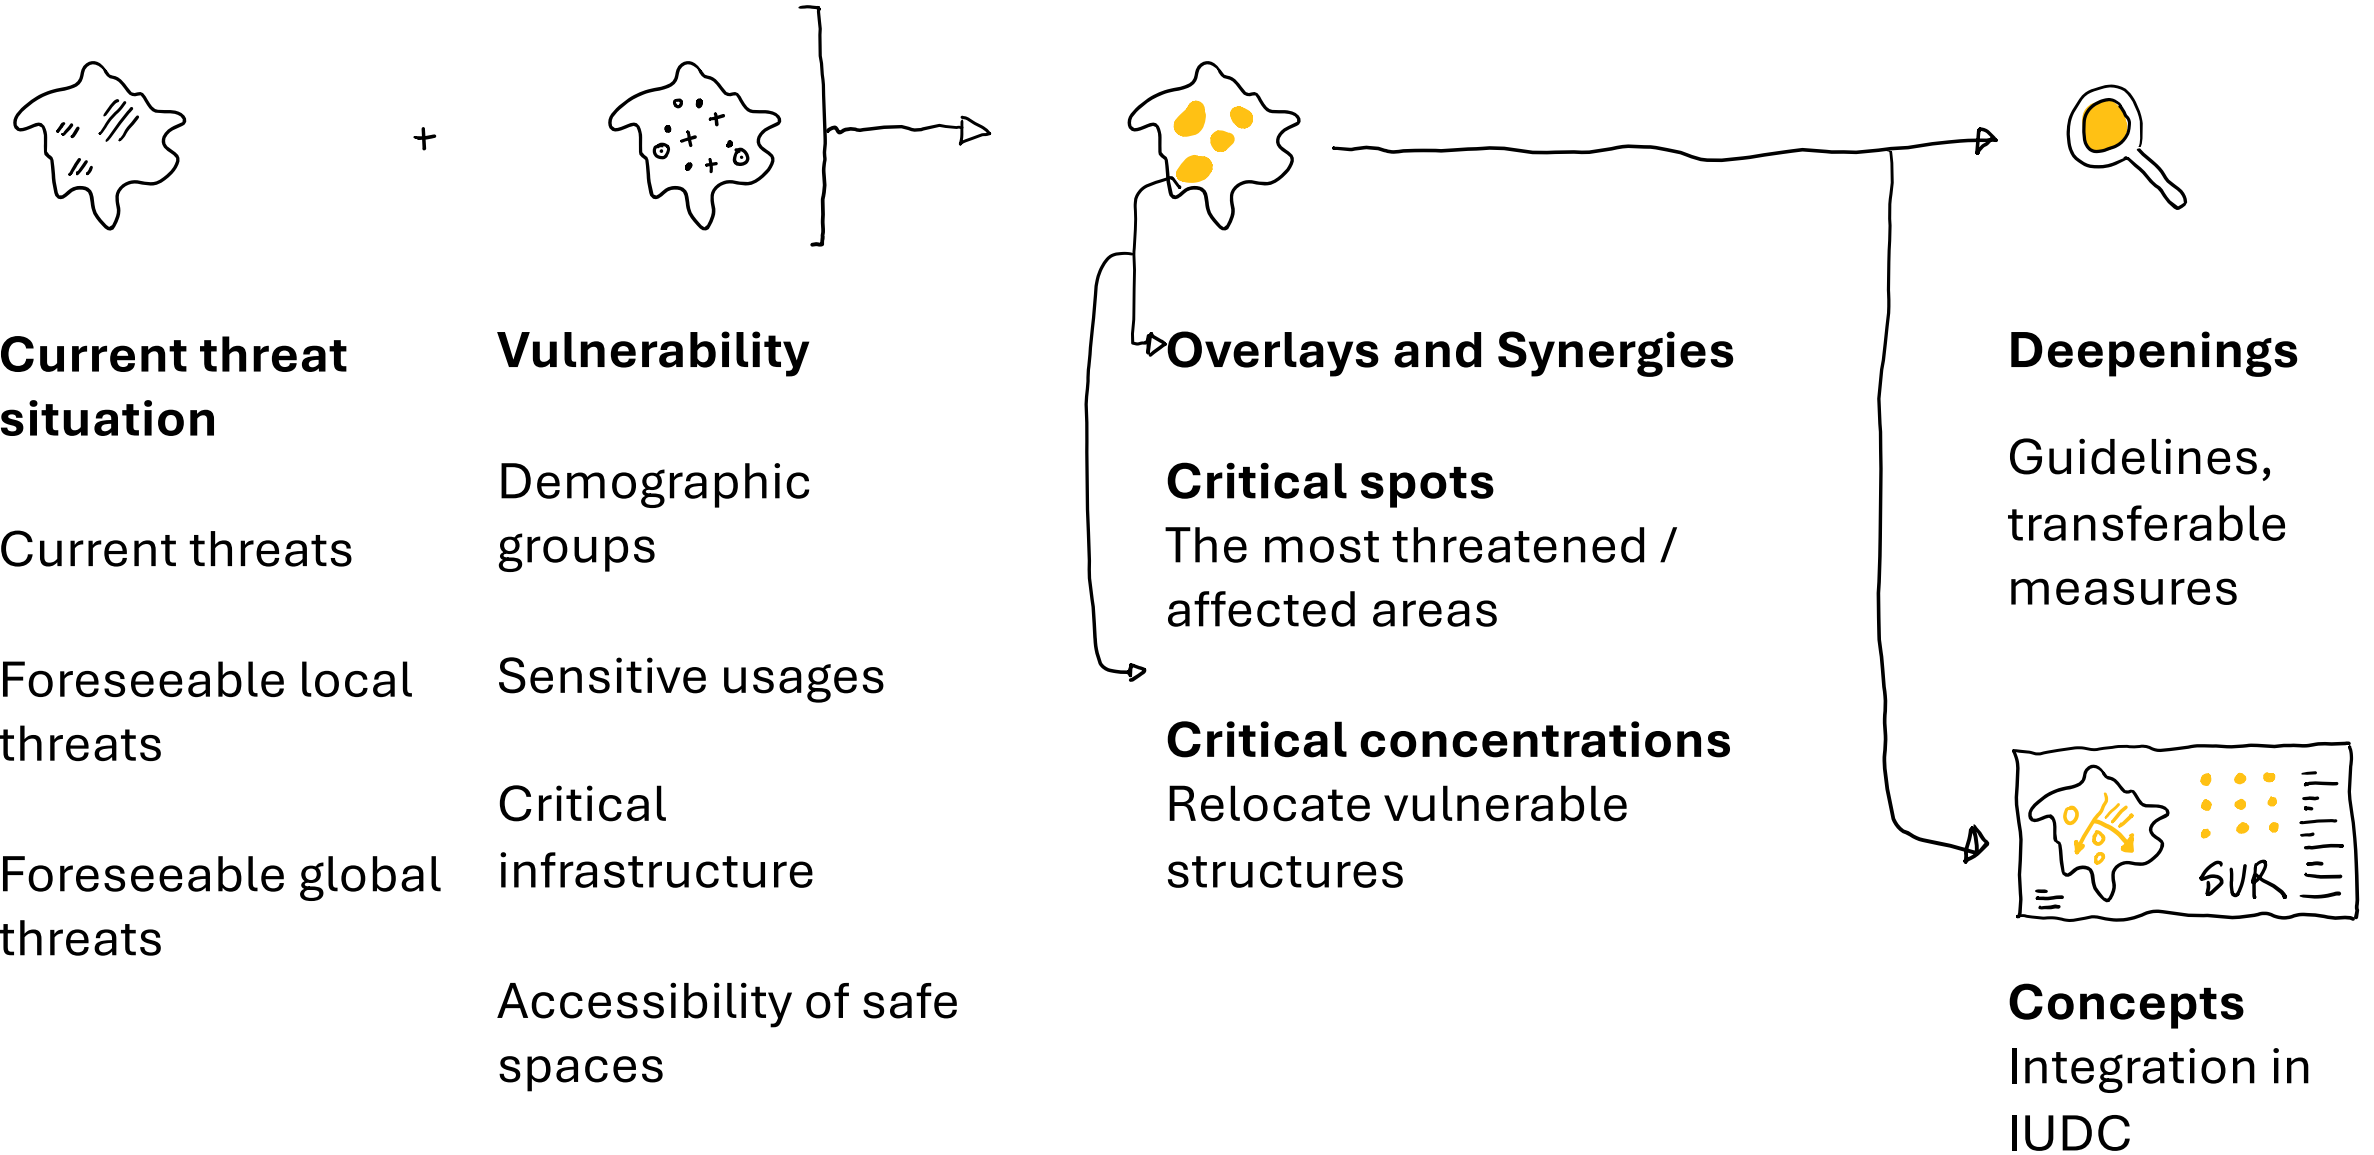 +
Current threat
situation
Current threats
Foreseeable local
threats
Foreseeable global
threats
Vulnerability
Demographic
groups
Sensitive usages
Critical
infrastructure
Accessibility of safe
spaces
Overlays and Synergies
Critical spots
The most threatened /
affected areas
Critical concentrations
Relocate vulnerable
structures
Deepenings
Guidelines,
transferable
measures
SUR
Concepts
Integration in
IUDC